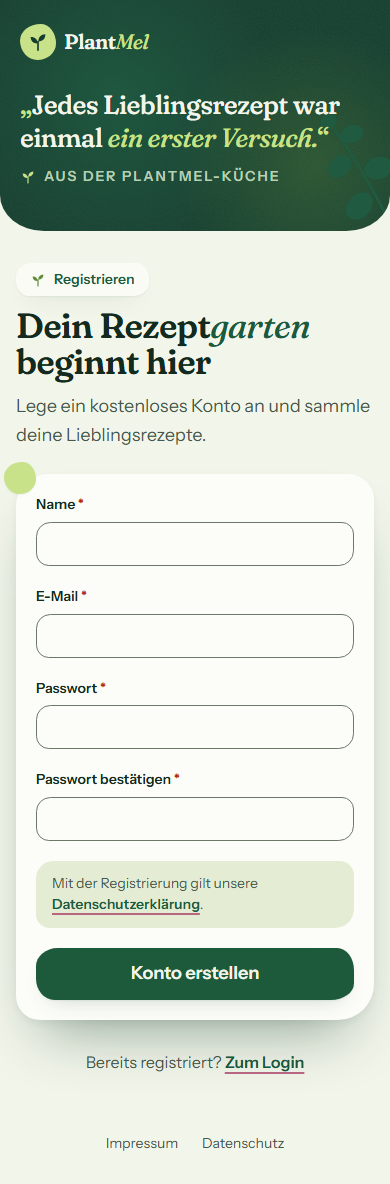 PlantMel
„Jedes Lieblingsrezept war
einmal ein erster Versuch.“
AUS DER PLANTMEL-KÜCHE
Registrieren
Dein Rezeptgarten
beginnt hier
Lege ein kostenloses Konto an und sammle
deine Lieblingsrezepte.
Name *
E-Mail *
Passwort *
Passwort bestätigen *
Mit der Registrierung gilt unsere
Datenschutzerklärung.
Konto erstellen
Bereits registriert? Zum Login
Impressum Datenschutz